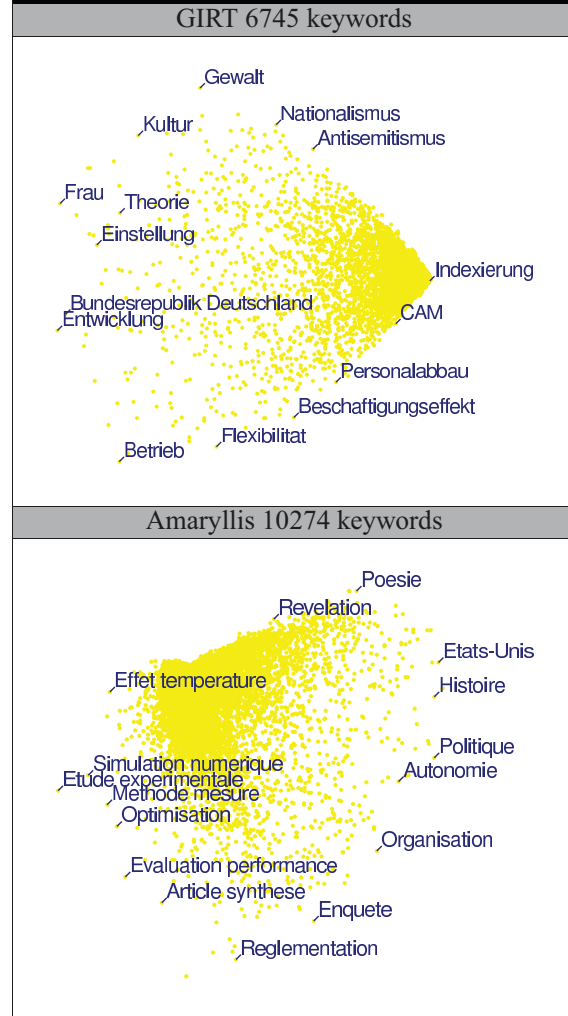 GIRT 6745 keywords
Gewalt
Nationalismus
Kultur
Antisemitismus
Frau
Theorie
Einstellung
Indexierung
Bundesrepublik Deutschland
CAM
Entwicklung
Personalabbau
Beschaftigungseffekt
Flexibilitat
Betrieb
Amaryllis 10274 keywords
Poesie
Revelation
Etats-Unis
Effet temperature
Histoire
Politique
Simulation numerique
Autonomie
Etude experimentale
Methode mesure
Optimisation
Organisation
Evaluation performance
Article synthese
Enquete
Reglementation